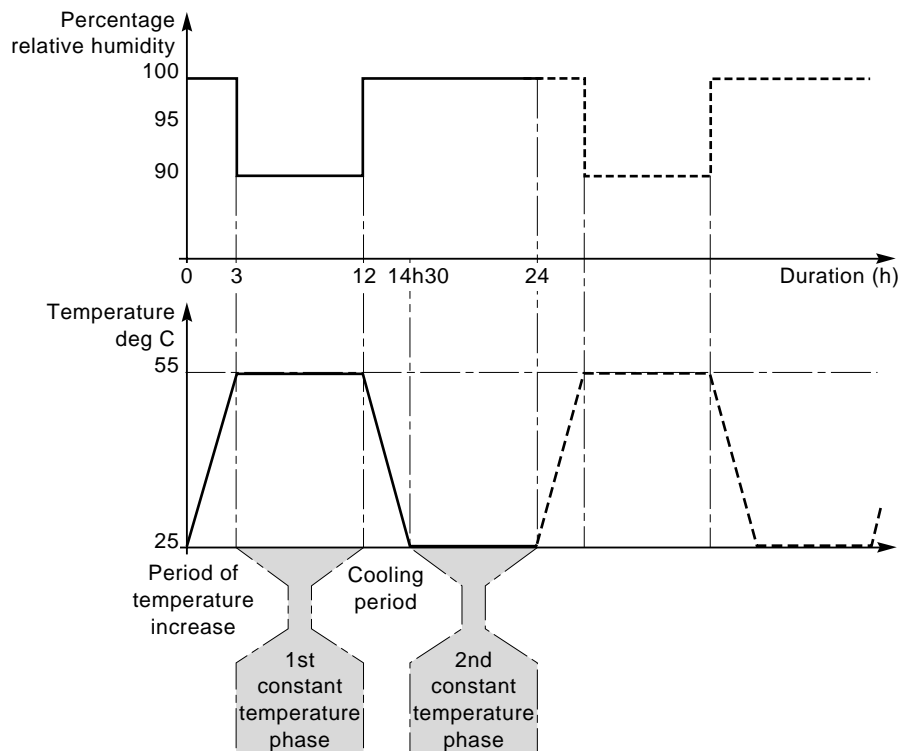 Percentage
relative humidity
100
95
90
0 3 12 14h30 24 Duration (h)
Temperature
deg C
55
25
Period of
temperature
increase
Cooling
period
1st
constant
temperature
phase
2nd
constant
temperature
phase